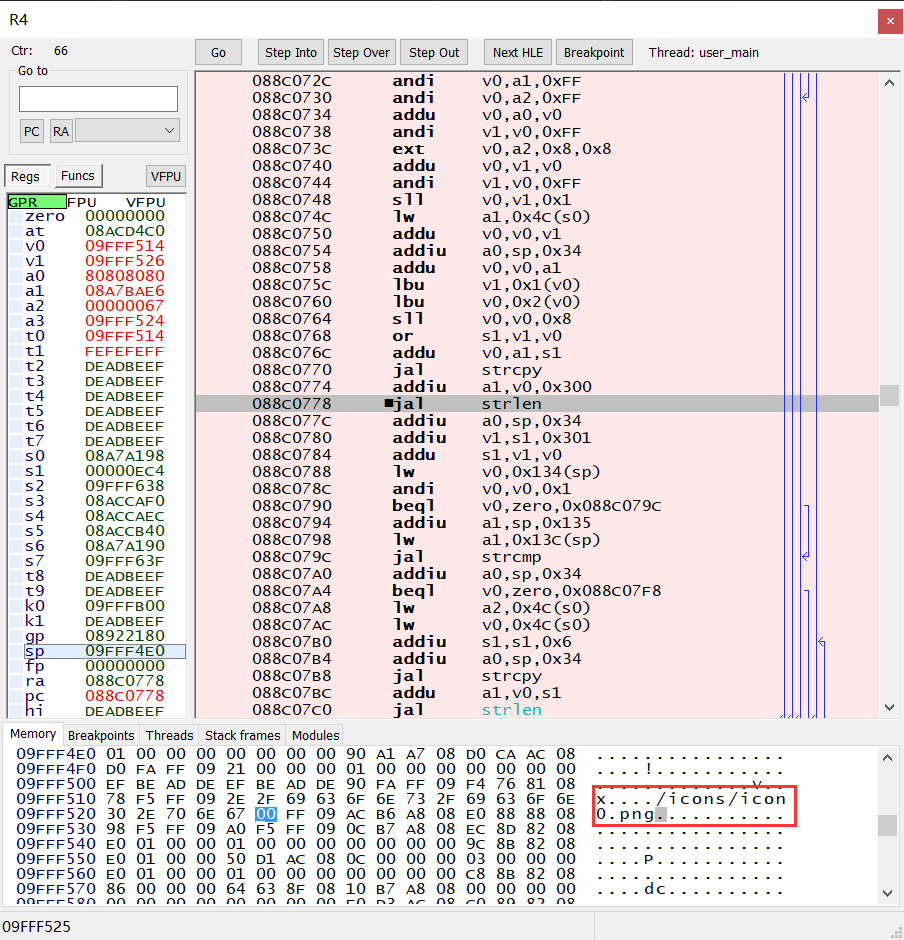 R4
Ctr: 66
Go to
PC RA
Go Step Into Step Over Step Out Next HLE Breakpoint Thread: user_main
Regs Funcs VFPU
GPR FPU VFPU
zero 00000000
at 08ACD4C0
v0 09FFF514
v1 09FFF526
a0 80808080
a1 08A7BAE6
a2 00000067
a3 09FFF524
t0 09FFF514
t1 FEFEFEFF
t2 DEADBEEF
t3 DEADBEEF
t4 DEADBEEF
t5 DEADBEEF
t6 DEADBEEF
t7 DEADBEEF
s0 08A7A198
s1 00000EC4
s2 09FFF638
s3 08ACCAF0
s4 08ACCAEC
s5 08ACCB40
s6 08A7A190
s7 09FFF63F
t8 DEADBEEF
t9 DEADBEEF
k0 09FFFB00
k1 DEADBEEF
gp 08922180
sp 09FFF4E0
fp 00000000
ra 088C0778
pc 088C0778
hi DEADBEEF
088c072c andi v0,a1,0xFF
088c0730 andi v0,a2,0xFF
088c0734 addu v0,a0,v0
088c0738 andi v1,v0,0xFF
088c073c ext v0,a2,0x8,0x8
088c0740 addu v0,v1,v0
088c0744 andi v1,v0,0xFF
088c0748 sll v0,v1,0x1
088c074c lw a1,0x4C(s0)
088c0750 addu v0,v0,v1
088c0754 addiu a0,sp,0x34
088c0758 addu v0,v0,a1
088c075c lbu v1,0x1(v0)
088c0760 lbu v0,0x2(v0)
088c0764 sll v0,v0,0x8
088c0768 or s1,v1,v0
088c076c addu v0,a1,s1
088c0770 jal strcpy
088c0774 addiu a1,v0,0x300
088c0778 ■jal strlen
088c077c addiu a0,sp,0x34
088c0780 addiu v1,s1,0x301
088c0784 addu s1,v1,v0
088c0788 lw v0,0x134(sp)
088c078c andi v0,v0,0x1
088c0790 beql v0,zero,0x088c079c
088c0794 addiu a1,sp,0x135
088c0798 lw a1,0x13c(sp)
088c079c jal strcmp
088c07A0 addiu a0,sp,0x34
088c07A4 beql v0,zero,0x088c07F8
088c07A8 lw a2,0x4C(s0)
088c07AC lw v0,0x4C(s0)
088c07B0 addiu s1,s1,0x6
088c07B4 addiu a0,sp,0x34
088c07B8 jal strcpy
088c07BC addu a1,v0,s1
088c07C0 jal strlen
Memory Breakpoints Threads Stack frames Modules
09FFF4E0 01 00 00 00 00 00 00 00 90 A1 A7 08 D0 CA AC 08 ................
09FFF4F0 D0 FA FF 09 21 00 00 00 01 00 00 00 00 00 00 00 ....!...........
09FFF500 EF BE AD DE EF BE AD DE 90 FA FF 09 F4 76 81 08 .............v..
09FFF510 78 F5 FF 09 2E 2F 69 63 6F 6E 73 2F 69 63 6F 6E x..../icons/icon
09FFF520 30 2E 70 6E 67 00 FF 09 AC B6 A8 08 E0 88 88 08 0.png...........
09FFF530 98 F5 FF 09 A0 F5 FF 09 0C B7 A8 08 EC 8D 82 08 ................
09FFF540 E0 01 00 00 01 00 00 00 00 00 00 00 9C 8B 82 08 ................
09FFF550 E0 01 00 00 50 D1 AC 08 0C 00 00 00 03 00 00 00 ....P...........
09FFF560 E0 01 00 00 01 00 00 00 00 00 00 00 C8 8B 82 08 ................
09FFF570 86 00 00 00 64 63 8F 08 10 B7 A8 08 00 00 00 00 ....dc..........
09FFF525